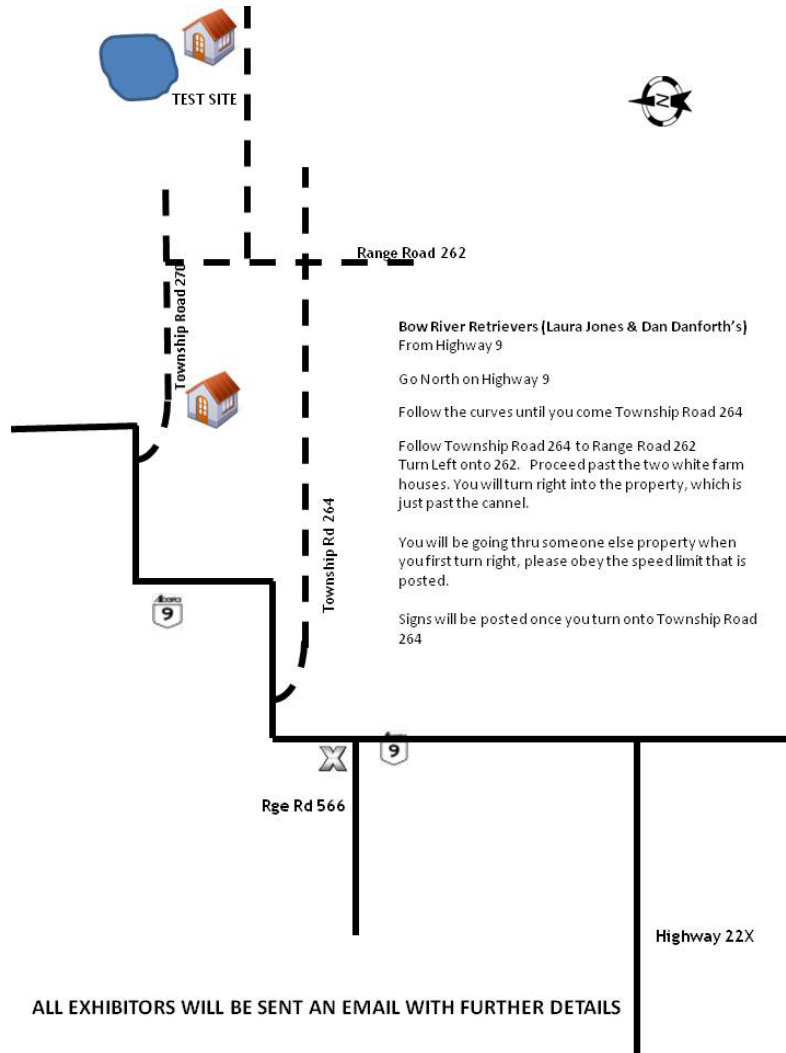 TEST SITE
N
Range Road 262
Township Road 270
Bow River Retrievers (Laura Jones & Dan Danforth's)
From Highway 9
Go North on Highway 9
Follow the curves until you come Township Road 264
Follow Township Road 264 to Range Road 262
Turn Left onto 262.   Proceed past the two white farm
houses. You will turn right into the property, which is
just past the cannel.
You will be going thru someone else property when
you first turn right, please obey the speed limit that is
posted.
Signs will be posted once you turn onto Township Road
264
Township Rd 264
Alberta
9
9
X
Rge Rd 566
Highway 22X
ALL EXHIBITORS WILL BE SENT AN EMAIL WITH FURTHER DETAILS